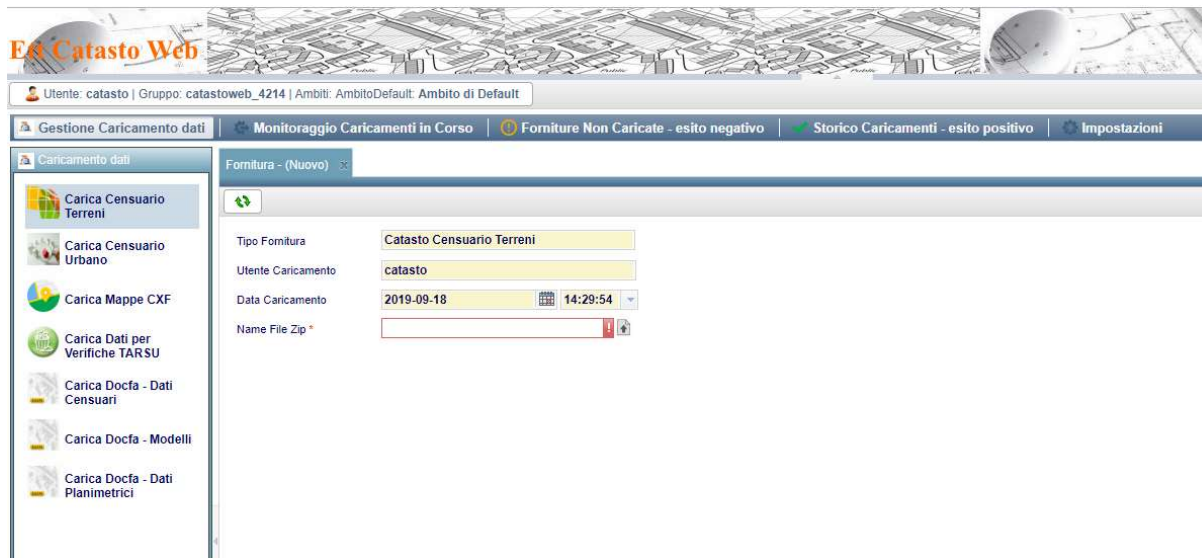 Catasto Web
Utente: catasto | Gruppo: catastoweb_4214 | Ambiti: AmbitoDefault: Ambito di Default
Gestione Caricamento dati
Monitoraggio Caricamenti in Corso
Forniture Non Caricate - esito negativo
Storico Caricamenti - esito positivo
Impostazioni
Caricamento dati
Fornitura - (Nuovo) x
Carica Censuario
Terreni
Carica Censuario
Urbano
Carica Mappe CXF
Carica Dati per
Verifiche TARSU
Carica Docfa - Dati
Censuari
Carica Docfa - Modelli
Carica Docfa - Dati
Planimetrici
Tipo Fornitura
Catasto Censuario Terreni
Utente Caricamento
catasto
Data Caricamento
2019-09-18
14:29:54
Name File Zip *